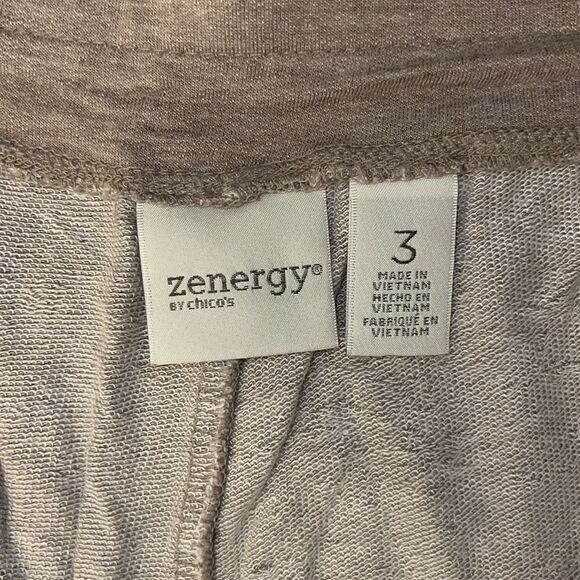 zenergy®
BY chico's
3
MADE IN
VIETNAM
HECHO EN
VIETNAM
FABRIQUÉ EN
VIETNAM